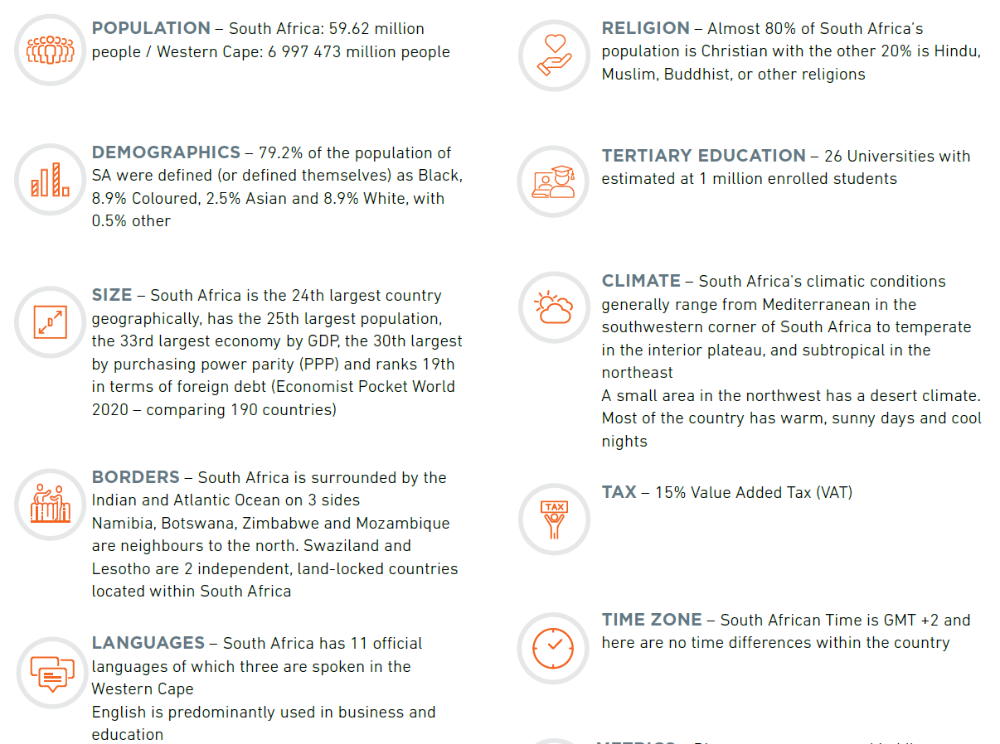 POPULATION – South Africa: 59.62 million
people / Western Cape: 6 997 473 million people
DEMOGRAPHICS – 79.2% of the population of
SA were defined (or defined themselves) as Black,
8.9% Coloured, 2.5% Asian and 8.9% White, with
0.5% other
SIZE – South Africa is the 24th largest country
geographically, has the 25th largest population,
the 33rd largest economy by GDP, the 30th largest
by purchasing power parity (PPP) and ranks 19th
in terms of foreign debt (Economist Pocket World
2020 – comparing 190 countries)
D
BORDERS – South Africa is surrounded by the
Indian and Atlantic Ocean on 3 sides
Namibia, Botswana, Zimbabwe and Mozambique
are neighbours to the north. Swaziland and
Lesotho are 2 independent, land-locked countries
located within South Africa
LANGUAGES – South Africa has 11 official
languages of which three are spoken in the
Western Cape
English is predominantly used in business and
education
RELIGION – Almost 80% of South Africa's
population is Christian with the other 20% is Hindu,
Muslim, Buddhist, or other religions
TERTIARY EDUCATION – 26 Universities with
estimated at 1 million enrolled students
CLIMATE – South Africa's climatic conditions
generally range from Mediterranean in the
southwestern corner of South Africa to temperate
in the interior plateau, and subtropical in the
northeast
A small area in the northwest has a desert climate.
Most of the country has warm, sunny days and cool
nights
TAX
TAX – 15% Value Added Tax (VAT)
TIME ZONE – South African Time is GMT +2 and
here are no time differences within the country